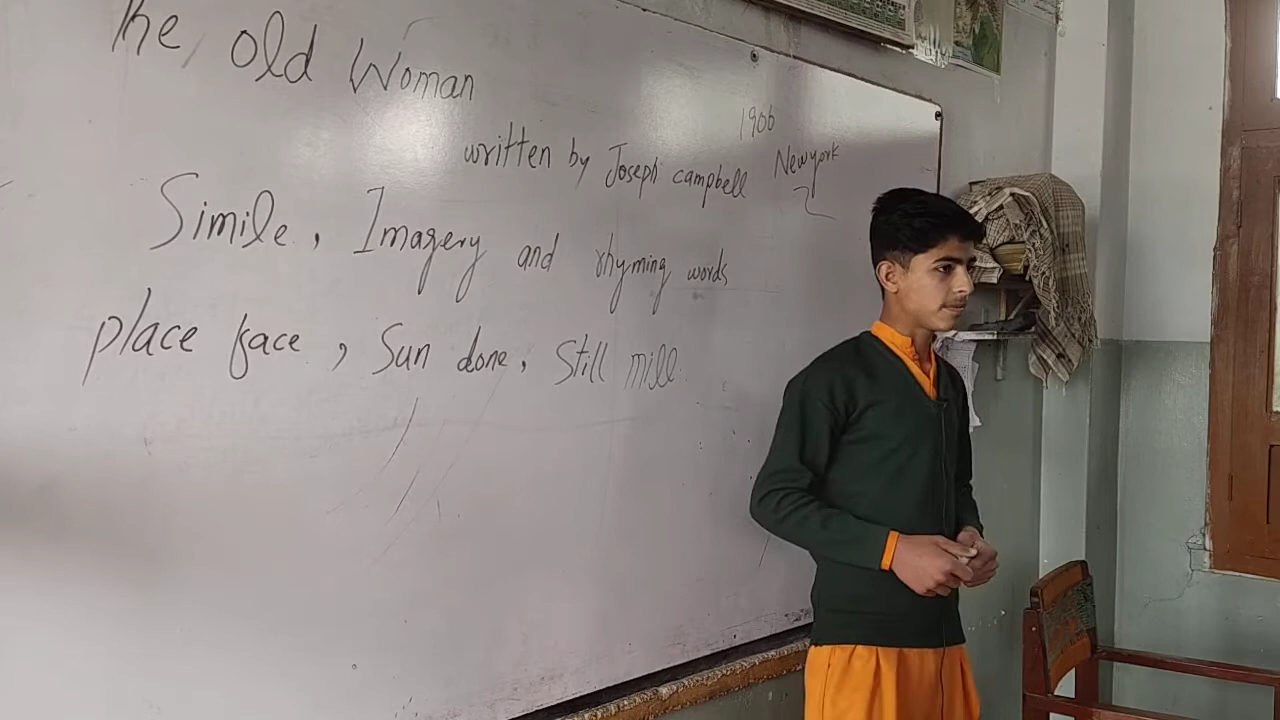 The Old Woman
1906
written by Joseph campbell Newyork
Simile, Imagery and rhyming words
place face, Sun done, Still mill